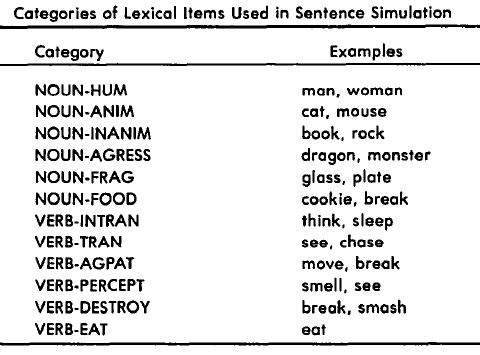 Categories of Lexical Items Used in Sentence Simulation
Category Examples
NOUN-HUM man, woman
NOUN-ANIM cat, mouse
NOUN-INANIM book, rock
NOUN-AGRESS dragon, monster
NOUN-FRAG glass, plate
NOUN-FOOD cookie, break
VERB-INTRAN think, sleep
VERB-TRAN see, chase
VERB-AGPAT move, break
VERB-PERCEPT smell, see
VERB-DESTROY break, smash
VERB-EAT eat